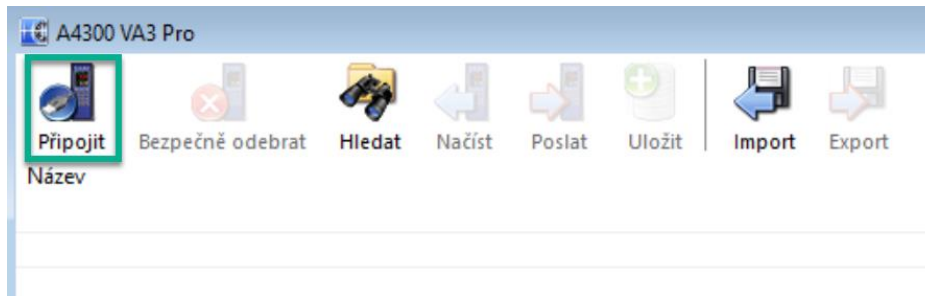 A4300 VA3 Pro
Připojit Bezpečně odebrat Hledat Načíst Poslat Uložit Import Export
Název